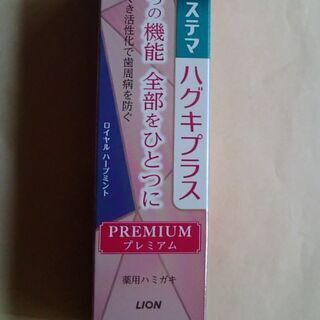 ステマ
ハグキプラス
つの機能 全部をひとつに
き活性化で歯周病を防ぐ
ロイヤル ハーブミント
PREMIUM
プレミアム
薬用ハミガキ
LION